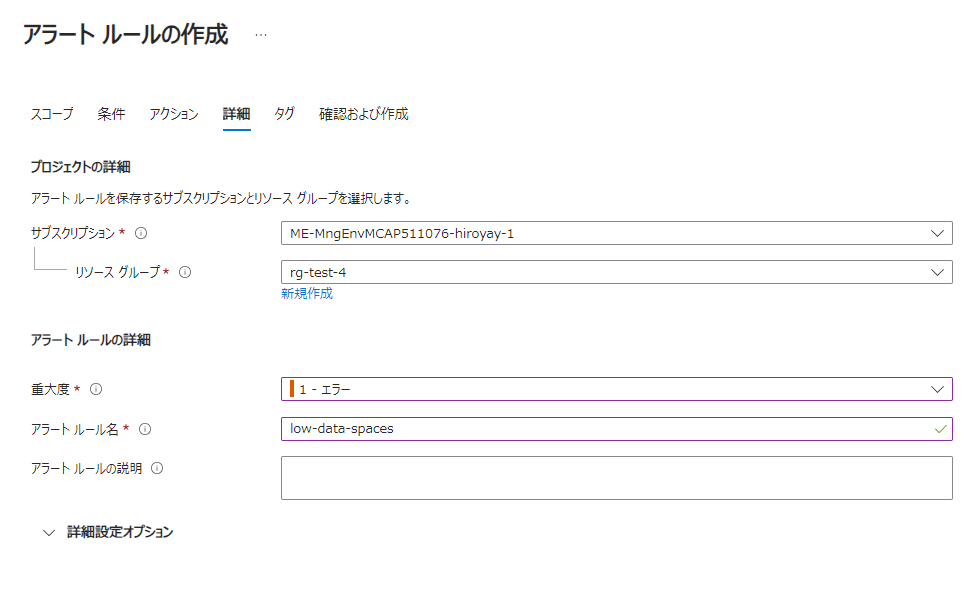 アラート ルールの作成 …
スコープ 条件 アクション 詳細 タグ 確認および作成
プロジェクトの詳細
アラート ルールを保存するサブスクリプションとリソース グループを選択します。
サブスクリプション * ME-MngEnvMCAP511076-hiroyay-1
リソース グループ * rg-test-4
新規作成
アラート ルールの詳細
重大度 * 1 - エラー
アラート ルール名 * low-data-spaces
アラート ルールの説明
詳細設定オプション